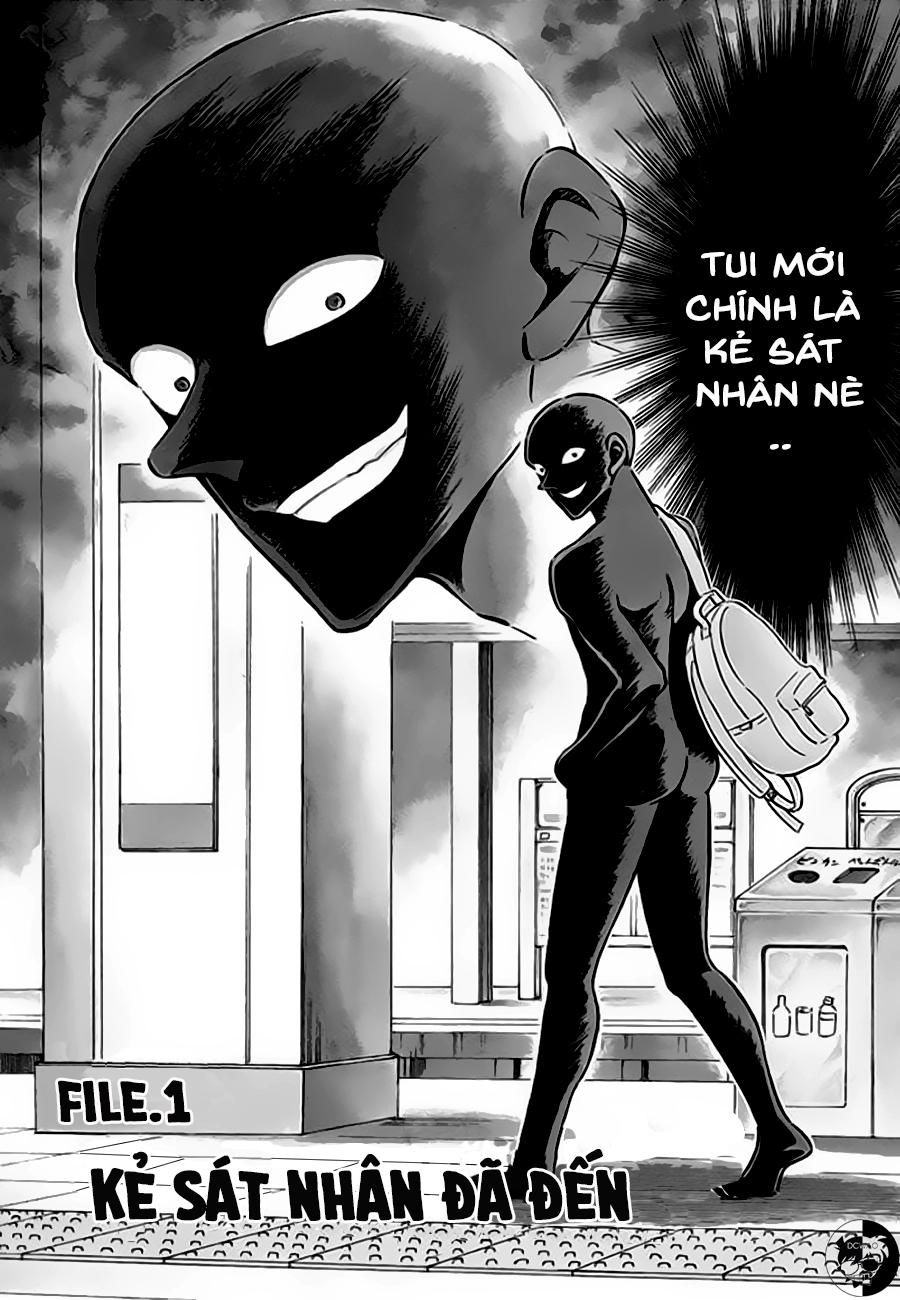 TUI MỚI
CHÍNH LÀ
KẺ SÁT
NHÂN NÈ
..
FILE.1
KẺ SÁT NHÂN ĐÃ ĐẾN